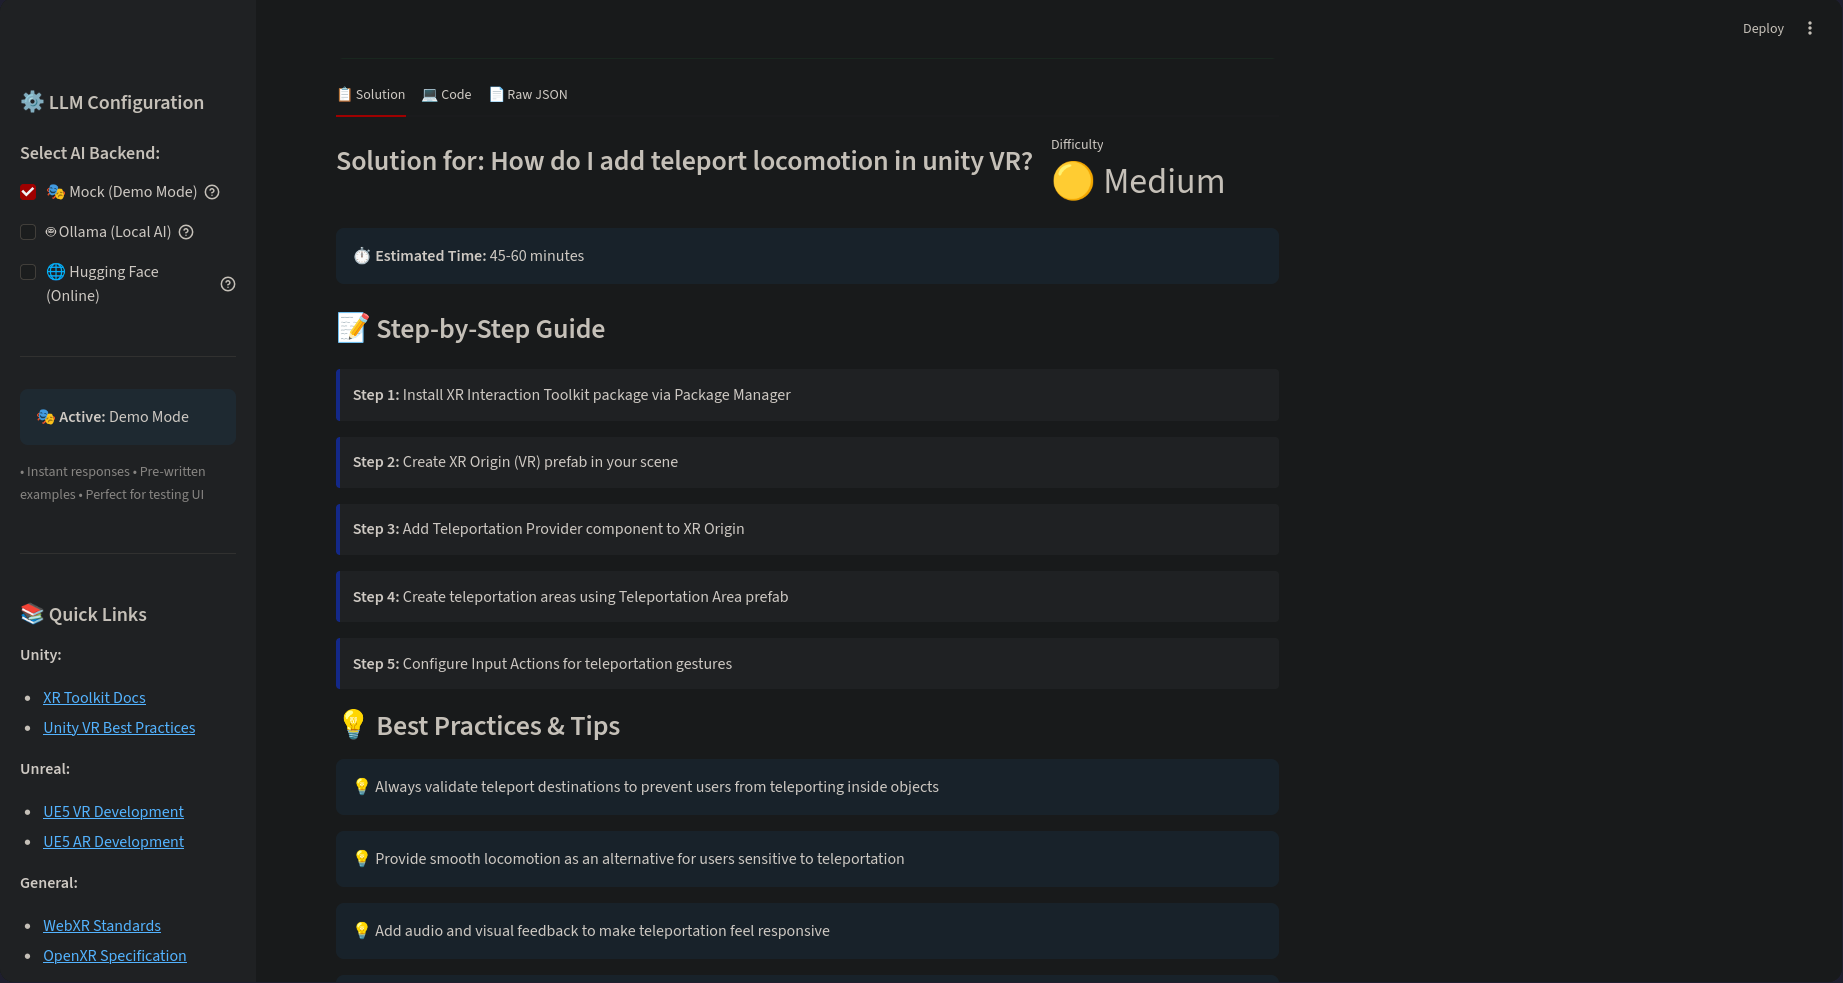 Deploy
⚙️ LLM Configuration
Select AI Backend:
🎭 Mock (Demo Mode)
Ollama (Local AI)
🌐 Hugging Face
(Online)
🎭 Active: Demo Mode
• Instant responses • Pre-written
examples • Perfect for testing UI
📚 Quick Links
Unity:
• XR Toolkit Docs
• Unity VR Best Practices
Unreal:
• UE5 VR Development
• UE5 AR Development
General:
• WebXR Standards
• OpenXR Specification
📋 Solution 💻 Code 📄 Raw JSON
Solution for: How do I add teleport locomotion in unity VR?
Difficulty
🟡 Medium
⏱️ Estimated Time: 45-60 minutes
📝 Step-by-Step Guide
Step 1: Install XR Interaction Toolkit package via Package Manager
Step 2: Create XR Origin (VR) prefab in your scene
Step 3: Add Teleportation Provider component to XR Origin
Step 4: Create teleportation areas using Teleportation Area prefab
Step 5: Configure Input Actions for teleportation gestures
💡 Best Practices & Tips
💡 Always validate teleport destinations to prevent users from teleporting inside objects
💡 Provide smooth locomotion as an alternative for users sensitive to teleportation
💡 Add audio and visual feedback to make teleportation feel responsive